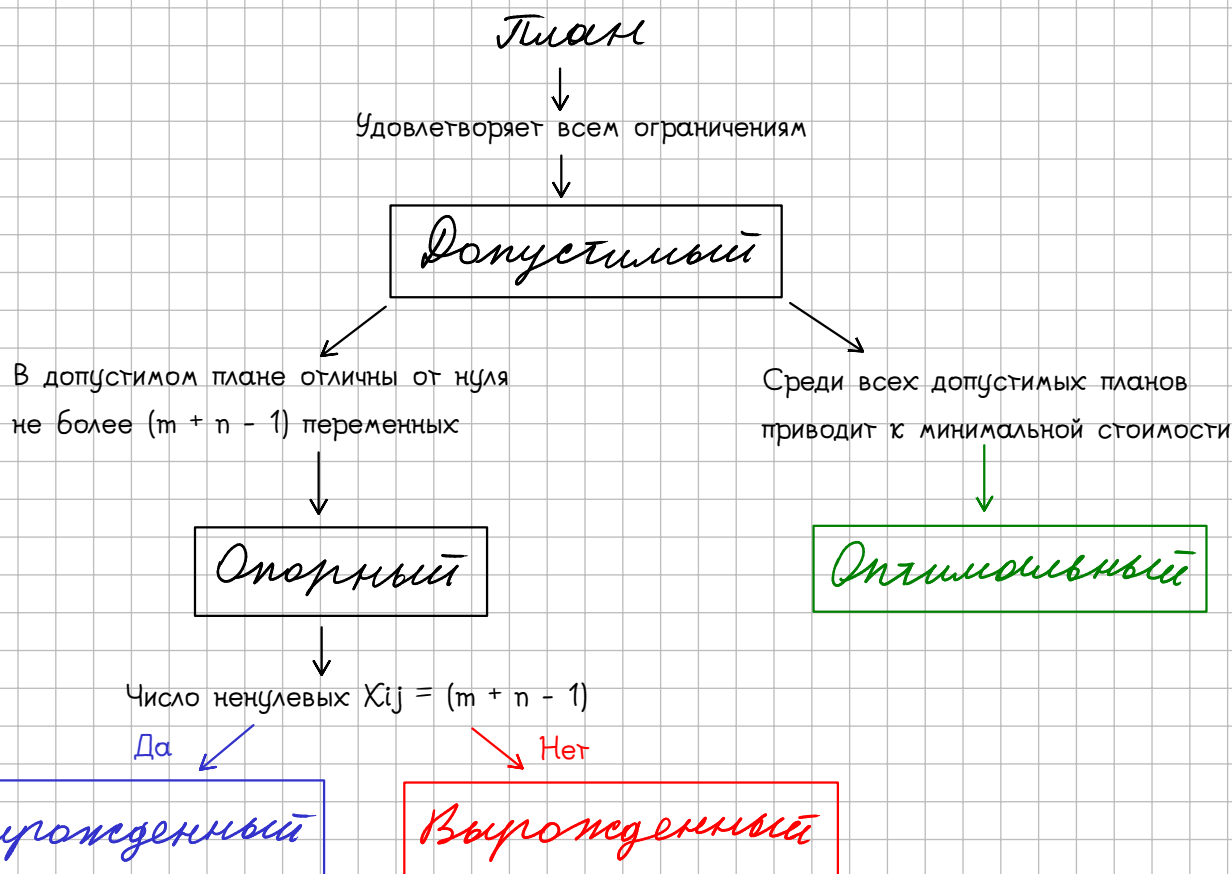 План
Удовлетворяет всем ограничениям
Допустимый
В допустимом плане отличны от нуля
не более (m + n - 1) переменных
Среди всех допустимых планов
приводит к минимальной стоимости
Опорный
Оптимальный
Число ненулевых Xij = (m + n - 1)
Да
Нет
Вырожденный